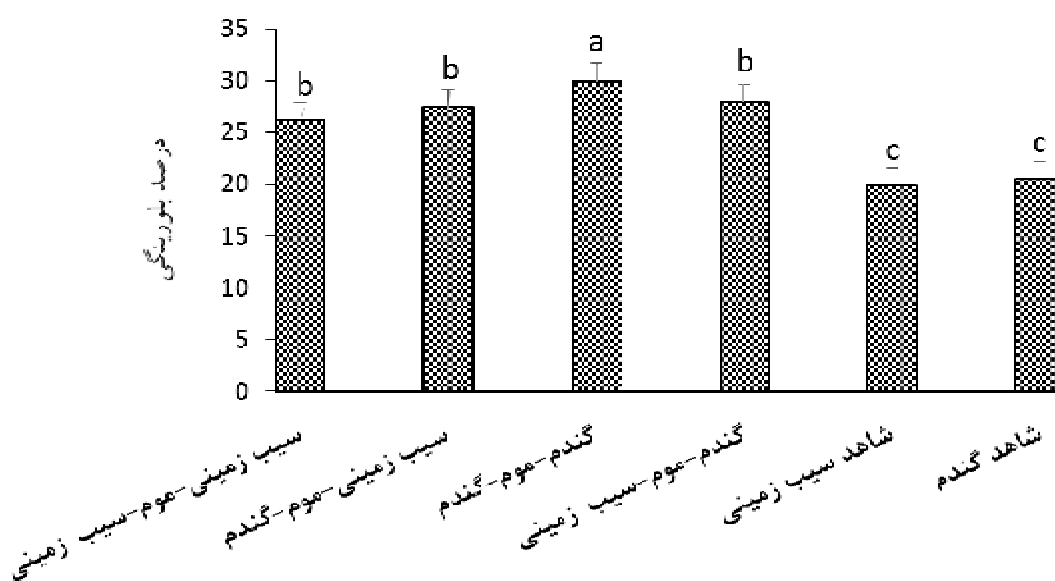 35
30
25
20
15
10
5
0
درصد بلورینگی
b
b
a
b
c
c
سیب زمینی-موم-سیب زمینی
سیب زمینی-موم-گندم
گندم-موم-گندم
گندم-موم-سیب زمینی
شاهد سیب زمینی
شاهد گندم